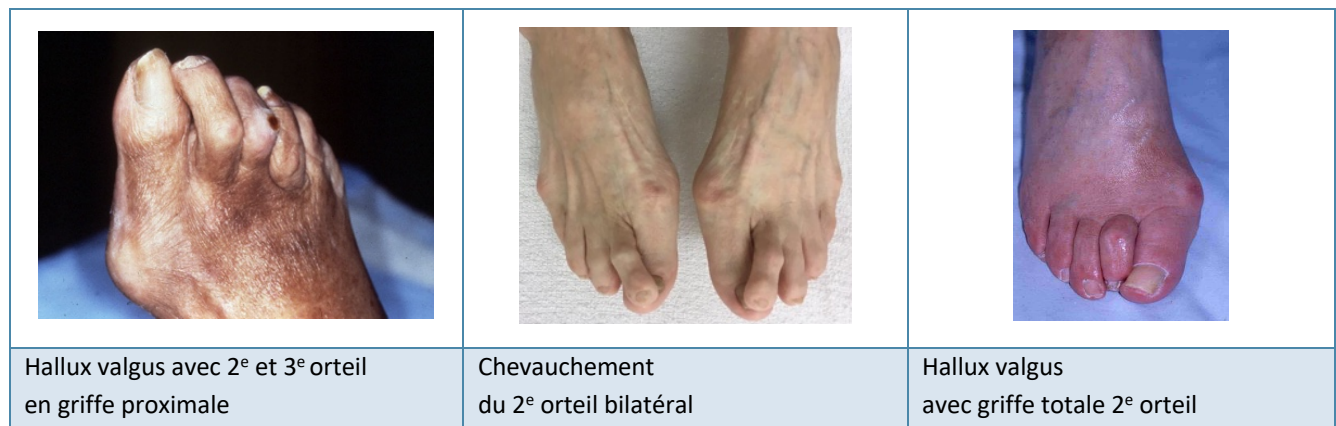 Hallux valgus avec 2e et 3e orteil
en griffe proximale
Chevauchement
du 2e orteil bilatéral
Hallux valgus
avec griffe totale 2e orteil